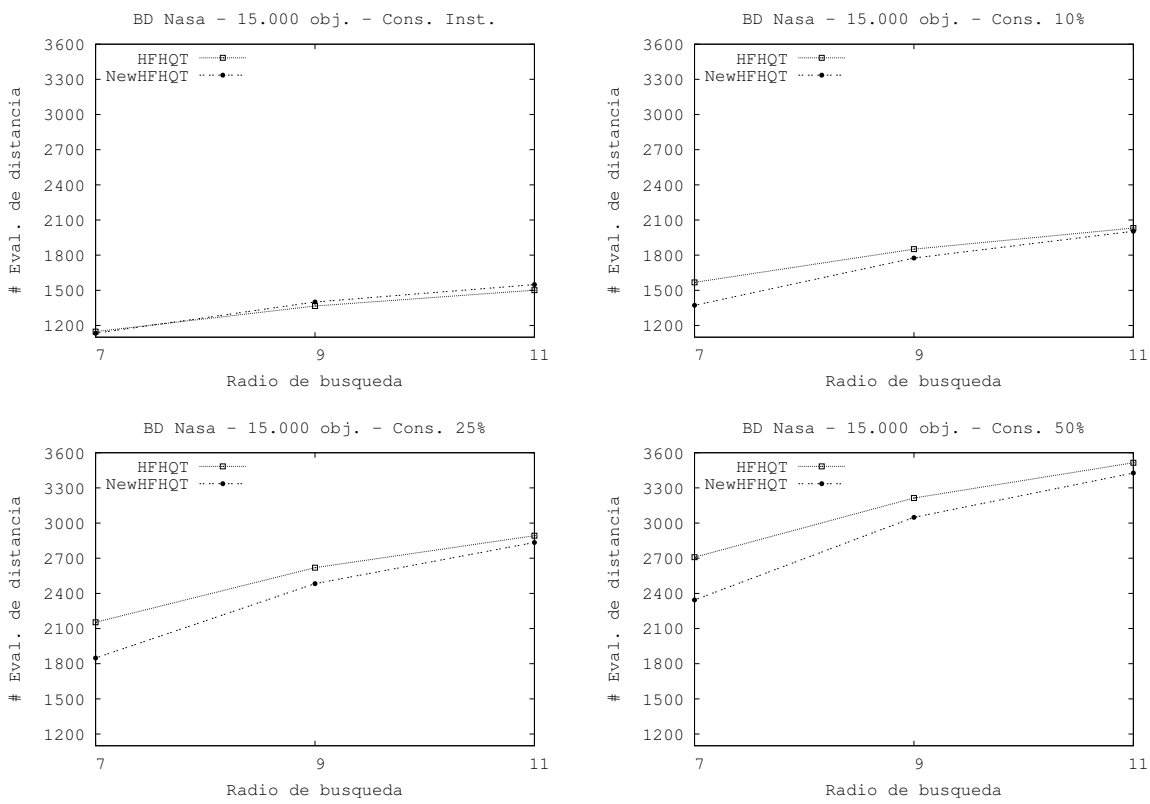 BD Nasa - 15.000 obj. - Cons. Inst.
3600
3300
3000
2700
2400
2100
1800
1500
1200
# Eval. de distancia
HFHQT
NewHFHQT
7 9 11
Radio de busqueda
BD Nasa - 15.000 obj. - Cons. 10%
3600
3300
3000
2700
2400
2100
1800
1500
1200
# Eval. de distancia
HFHQT
NewHFHQT
7 9 11
Radio de busqueda
BD Nasa - 15.000 obj. - Cons. 25%
3600
3300
3000
2700
2400
2100
1800
1500
1200
# Eval. de distancia
HFHQT
NewHFHQT
7 9 11
Radio de busqueda
BD Nasa - 15.000 obj. - Cons. 50%
3600
3300
3000
2700
2400
2100
1800
1500
1200
# Eval. de distancia
HFHQT
NewHFHQT
7 9 11
Radio de busqueda